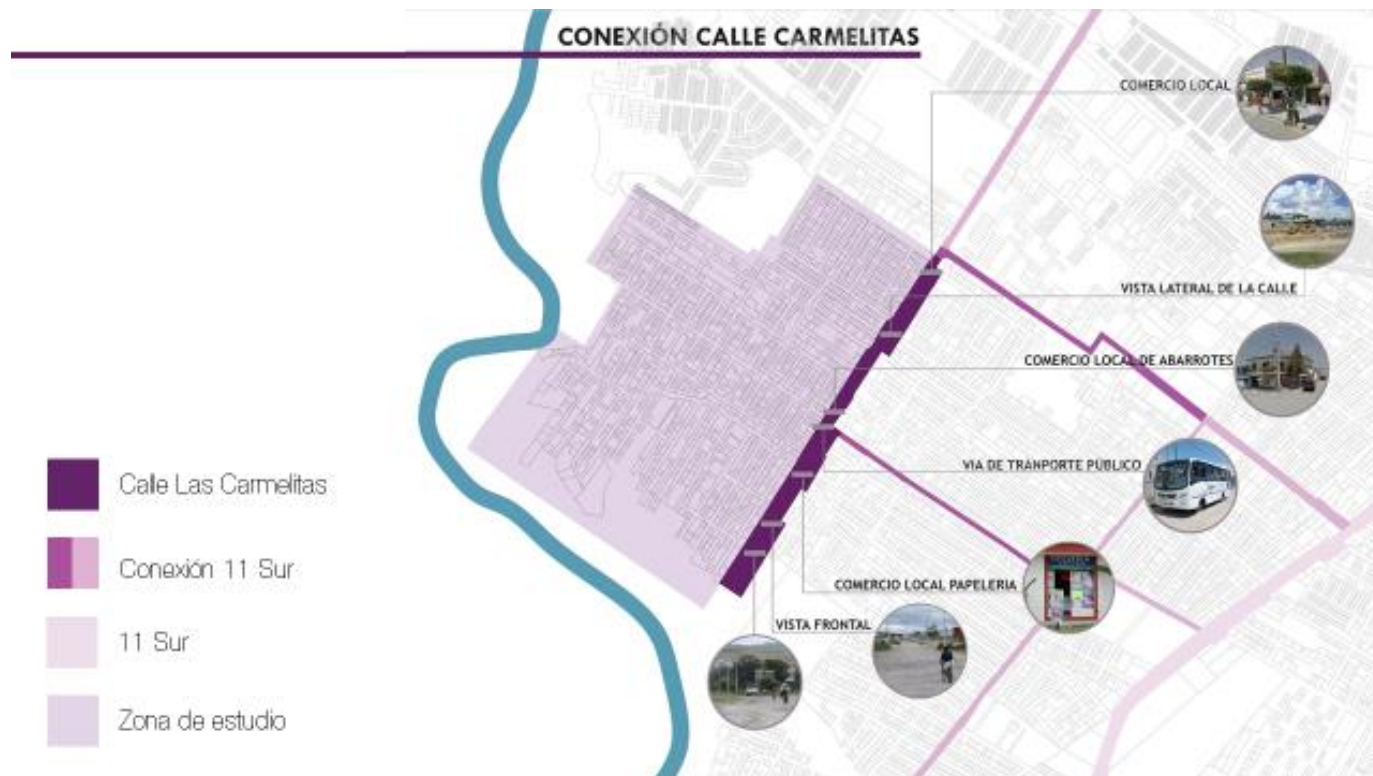 CONEXIÓN CALLE CARMELITAS
COMERCIO LOCAL
VISTA LATERAL DE LA CALLE
COMERCIO LOCAL DE ABARROTES
VIA DE TRANPORTE PÚBLICO
COMERCIO LOCAL PAPELERIA
VISTA FRONTAL
Calle Las Carmelitas
Conexión 11 Sur
11 Sur
Zona de estudio